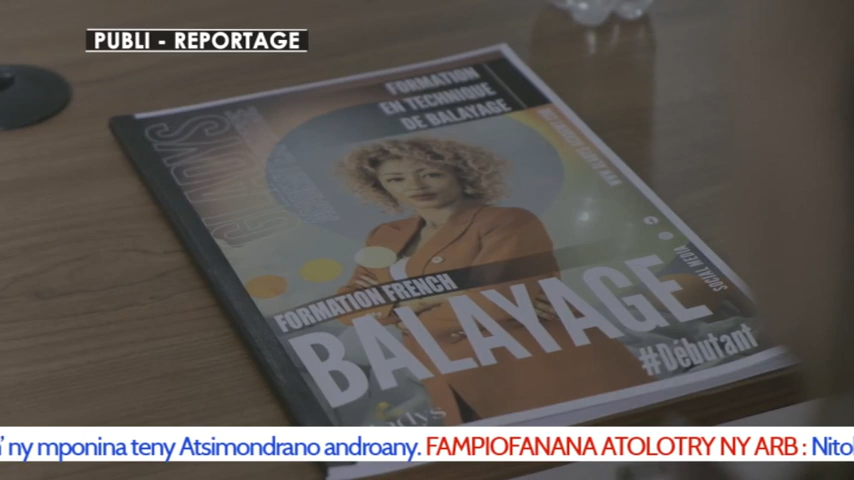 PUBLI - REPORTAGE
FORMATION
EN TECHNIQUE
DE BALAYAGE
GLADYS
SOCIAL MEDIA
FORMATION FRENCH
BALAYAGE
#Débutant
ny mponina teny Atsimondrano androany. FAMPIOFANANA ATOLOTRY NY ARB :